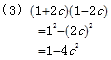 (3) (1+2c)(1-2c)
=1²-(2c)²
=1-4c²